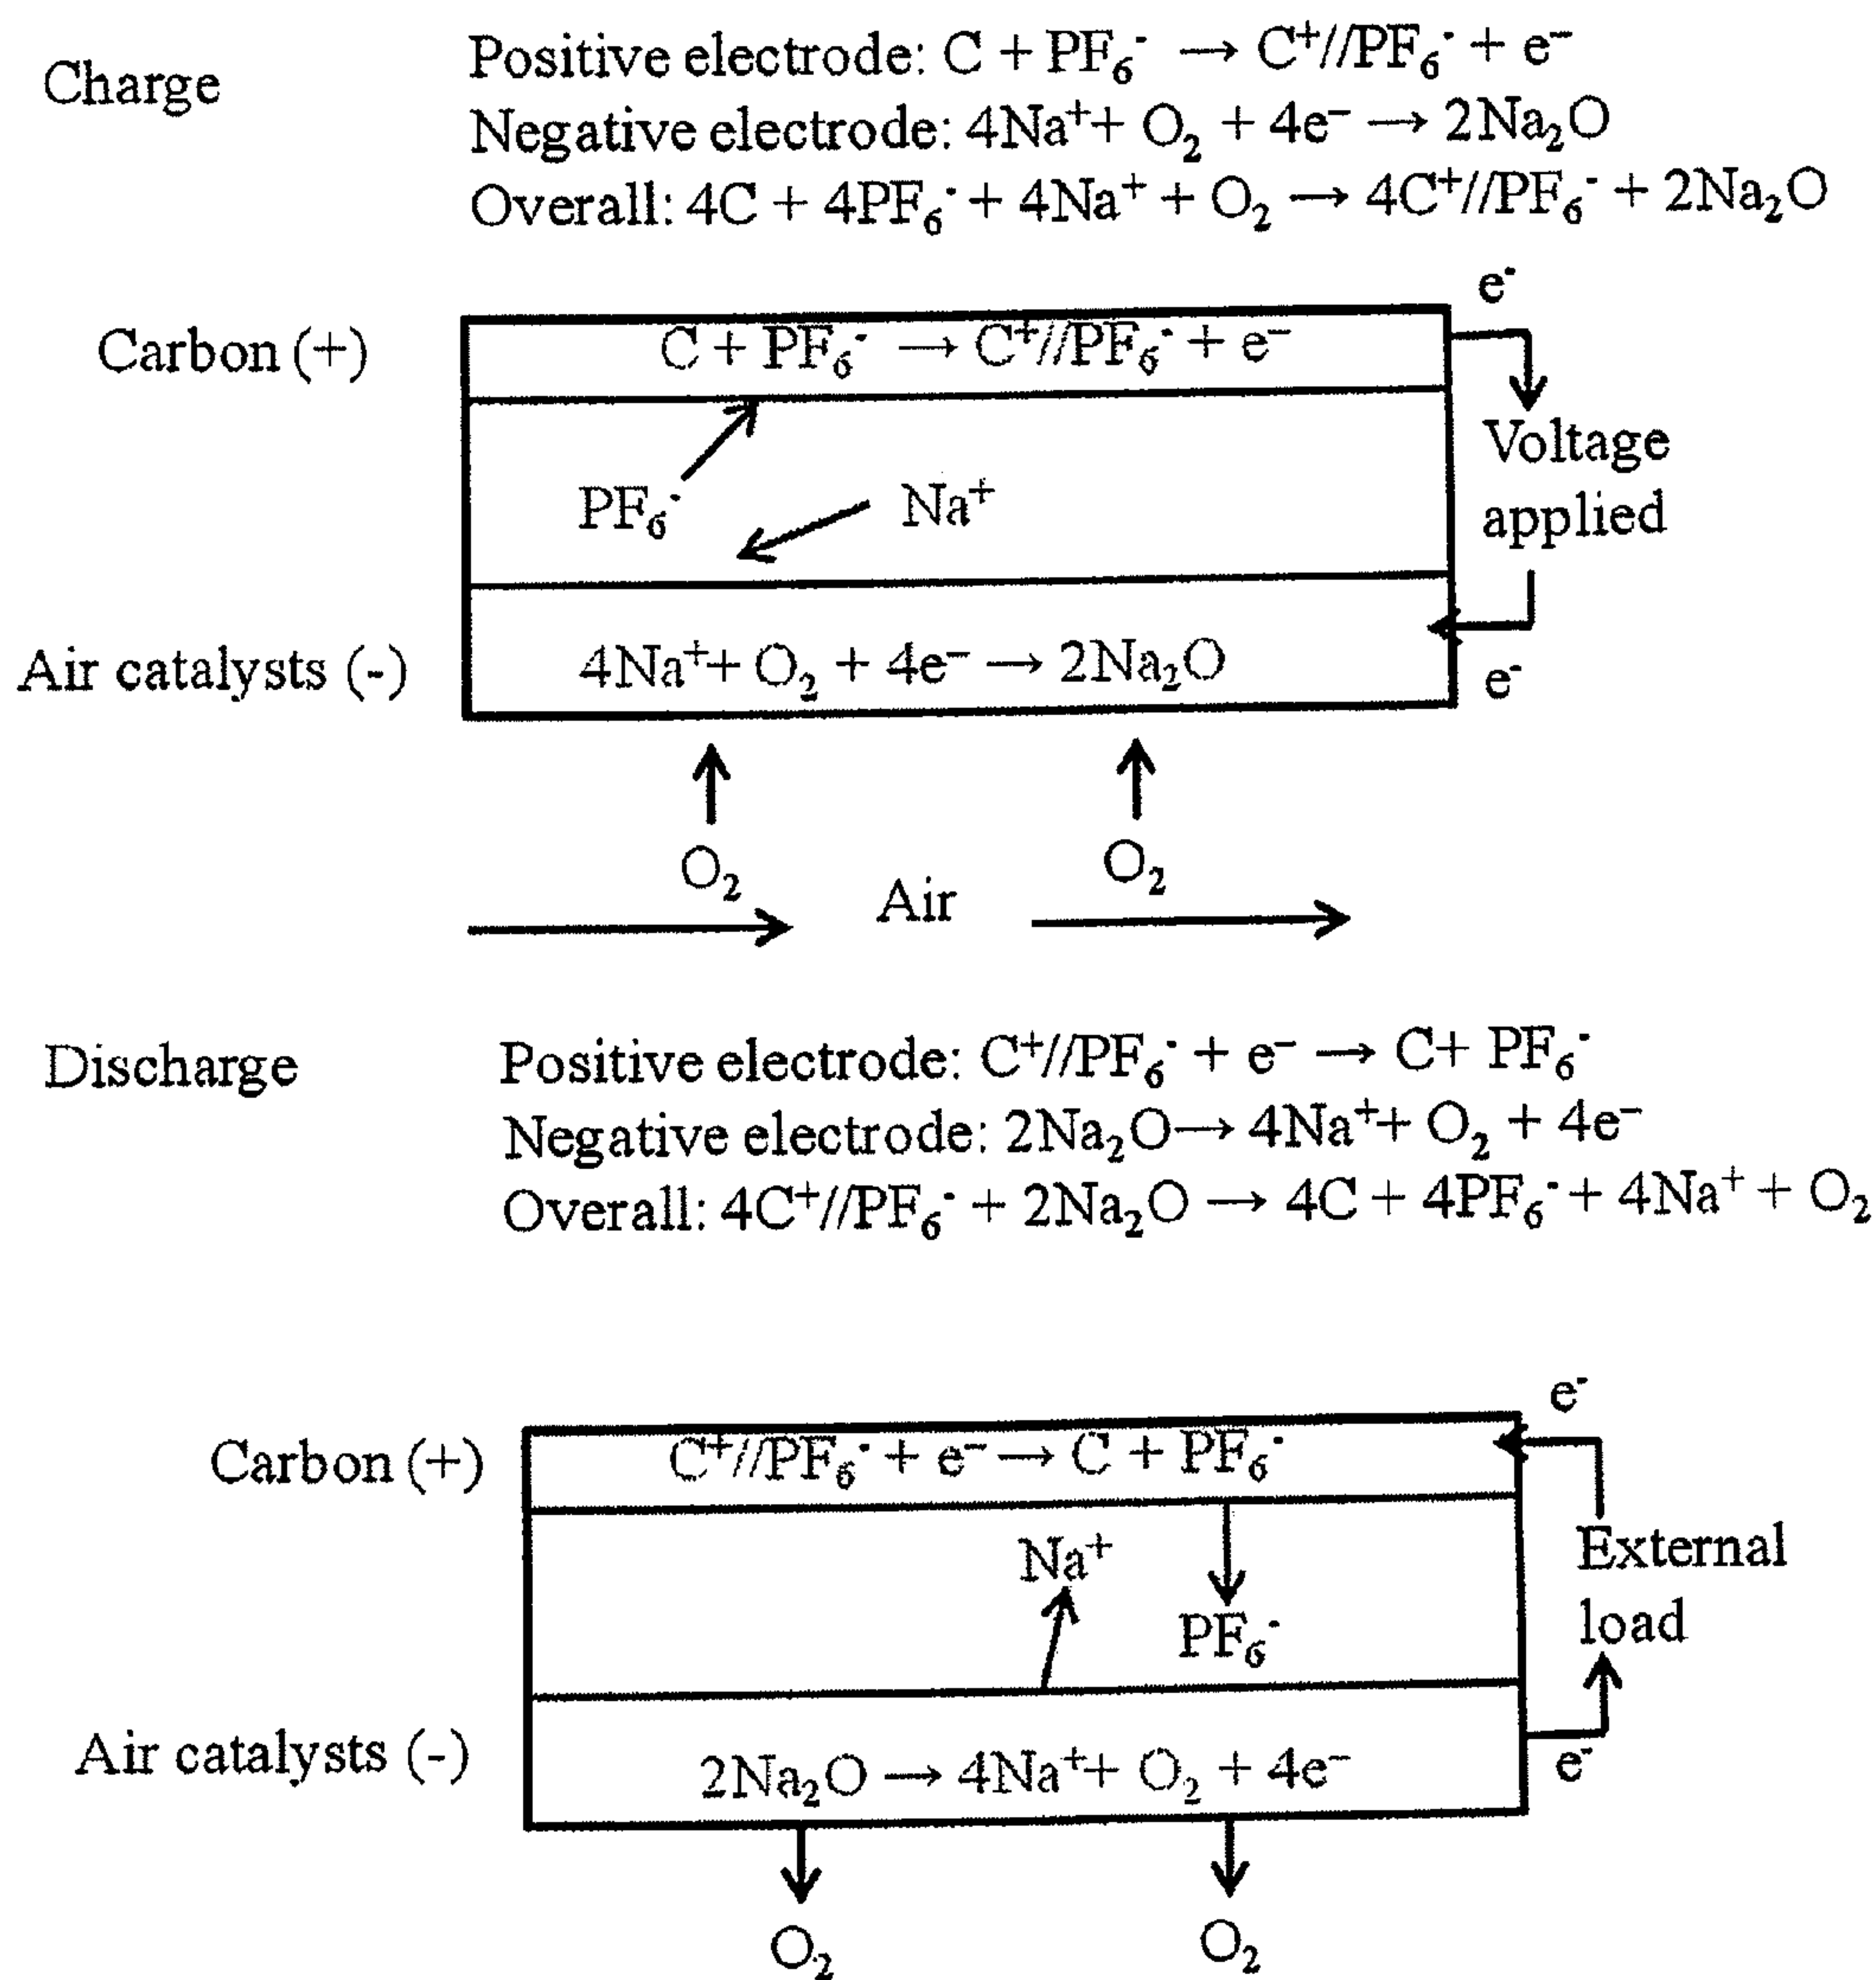 Charge
Positive electrode: C + PF₆⁻ → C⁺//PF₆⁻ + e⁻
Negative electrode: 4Na⁺+ O₂ + 4e⁻ → 2Na₂O
Overall: 4C + 4PF₆⁻ + 4Na⁺ + O₂ → 4C⁺//PF₆⁻ + 2Na₂O
e⁻
Carbon (+)
C + PF₆⁻ → C⁺//PF₆⁻ + e⁻
Voltage
applied
PF₆⁻
Na⁺
Air catalysts (-)
4Na⁺+ O₂ + 4e⁻ → 2Na₂O
e⁻
O₂
O₂
Air
Discharge
Positive electrode: C⁺//PF₆⁻ + e⁻ → C+ PF₆⁻
Negative electrode: 2Na₂O→ 4Na⁺+ O₂ + 4e⁻
Overall: 4C⁺//PF₆⁻ + 2Na₂O → 4C + 4PF₆⁻+ 4Na⁺ + O₂
e⁻
Carbon (+)
C⁺//PF₆⁻ + e⁻ → C + PF₆⁻
Na⁺
PF₆⁻
External
load
Air catalysts (-)
2Na₂O → 4Na⁺+ O₂ + 4e⁻
e⁻
O₂
O₂